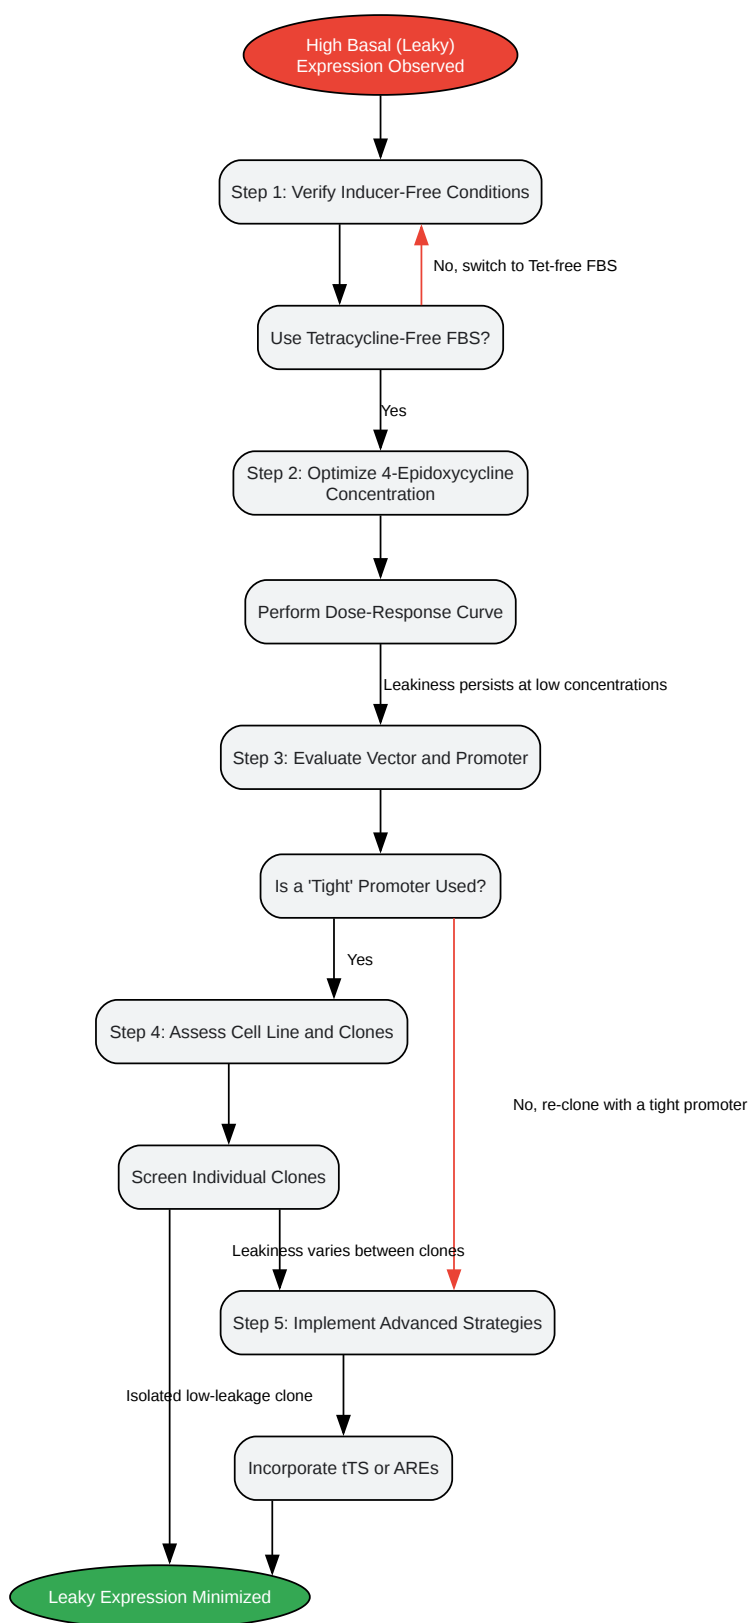 High Basal (Leaky)
Expression Observed
Step 1: Verify Inducer-Free Conditions
No, switch to Tet-free FBS
Use Tetracycline-Free FBS?
Yes
Step 2: Optimize 4-Epidoxycycline
Concentration
Perform Dose-Response Curve
Leakiness persists at low concentrations
Step 3: Evaluate Vector and Promoter
Is a 'Tight' Promoter Used?
Yes
Step 4: Assess Cell Line and Clones
No, re-clone with a tight promoter
Screen Individual Clones
Leakiness varies between clones
Step 5: Implement Advanced Strategies
Isolated low-leakage clone
Incorporate tTS or AREs
Leaky Expression Minimized